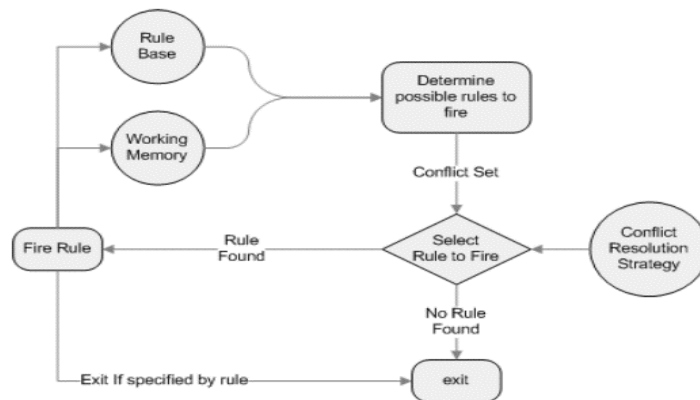 Rule
Base
Determine
possible rules to
fire
Working
Memory
Conflict Set
Fire Rule
Rule
Found
Select
Rule to Fire
Conflict
Resolution
Strategy
No Rule
Found
Exit If specified by rule
exit